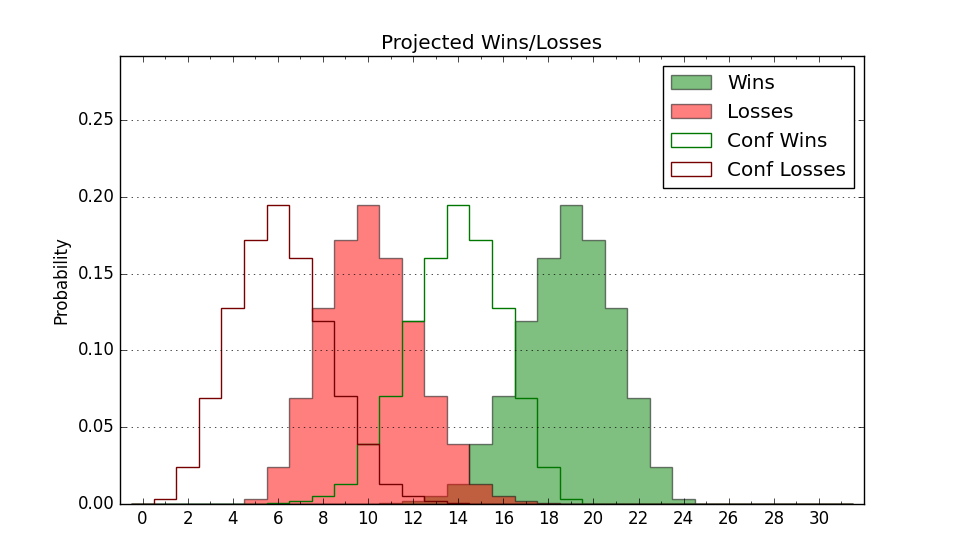 Projected Wins/Losses
Wins
Losses
Conf Wins
Conf Losses
Probability
0.25
0.20
0.15
0.10
0.05
0.00
0 2 4 6 8 10 12 14 16 18 20 22 24 26 28 30